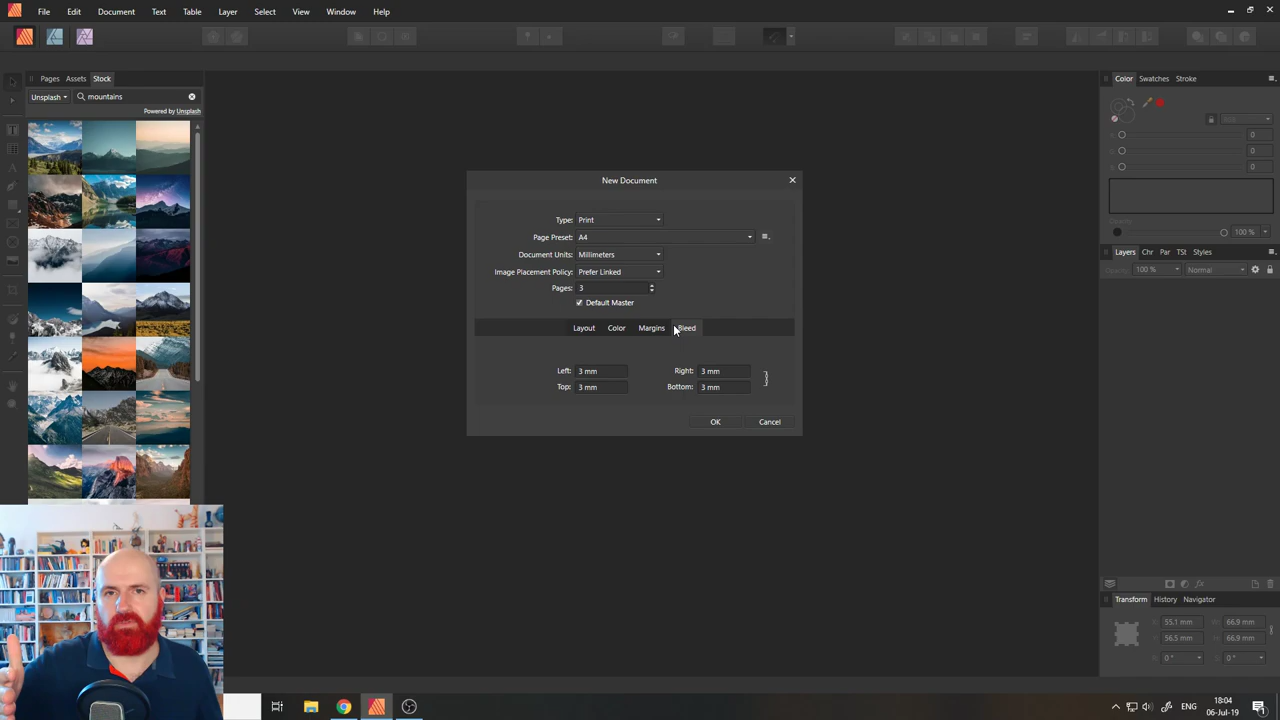 File Edit Document Text Table Layer Select View Window Help
Pages Assets Stock
Unsplash mountains
Powered by Unsplash
New Document
Type: Print
Page Preset: A4
Document Units: Millimeters
Image Placement Policy: Prefer Linked
Pages: 3
Default Master
Layout Color Margins Bleed
Left: 3 mm Right: 3 mm
Top: 3 mm Bottom: 3 mm
OK Cancel
Color Swatches Stroke
0
0
0
Opacity
100 %
Layers Chr Par TSt Styles
Opacity: 100 % Normal
Transform History Navigator
X: 55.1 mm W: 66.9 mm
Y: 56.5 mm H: 66.9 mm
R: 0 ° S: 0 °
18:04
06-Jul-19